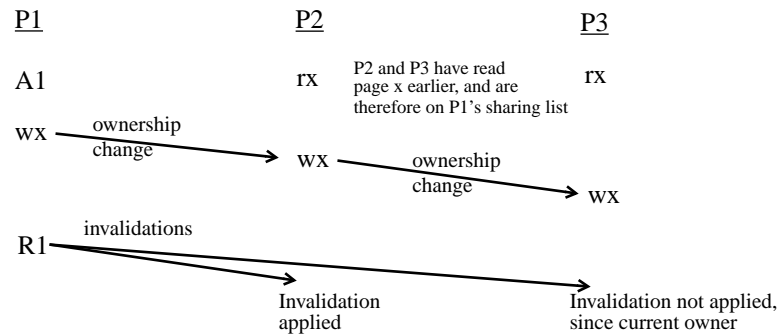 P1 P2 P3
A1 rx P2 and P3 have read rx
page x earlier, and are
therefore on P1's sharing list
wx ownership
change wx ownership
change wx
R1 invalidations
Invalidation Invalidation not applied,
applied since current owner